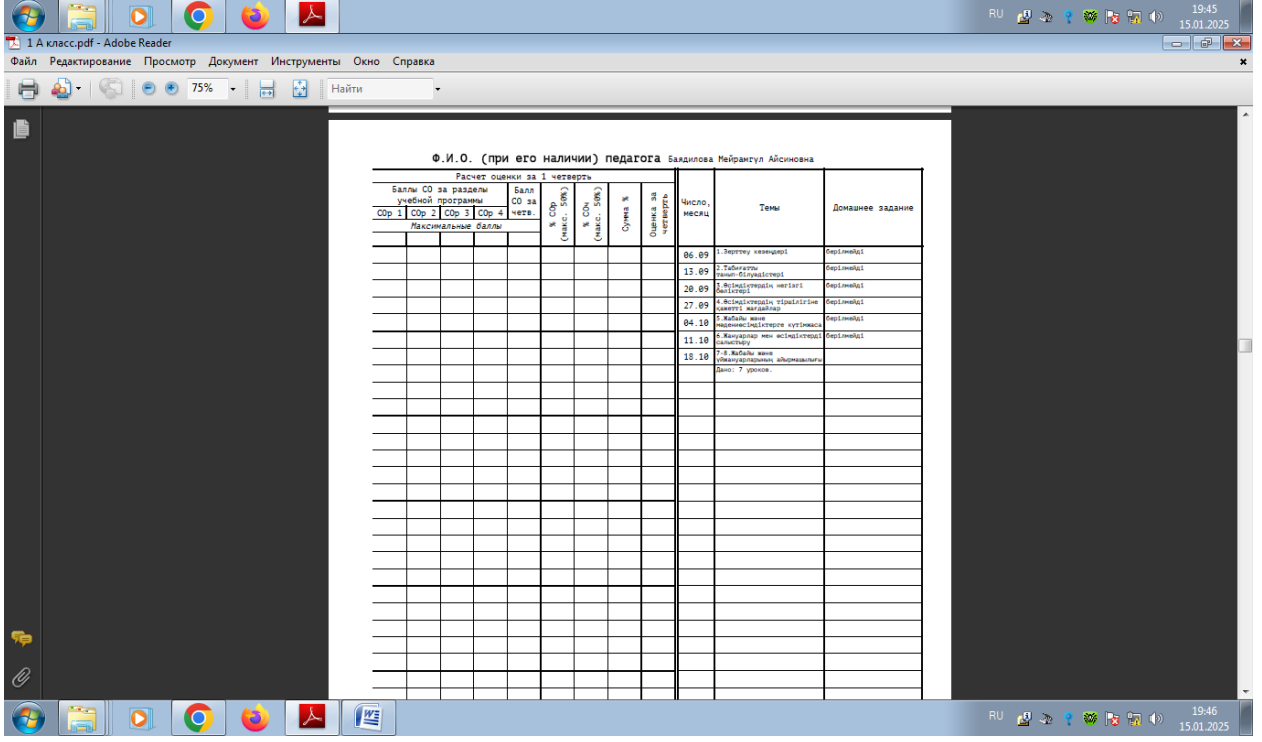 RU
19:45
15.01.2025
1 А класс.pdf - Adobe Reader
Файл Редактирование Просмотр Документ Инструменты Окно Справка
75%
Найти
Ф.И.О. (при его наличии) педагога Баядилова Мейрамгул Айсиновна
Расчет оценки за 1 четверть
Баллы СО за разделы учебной программы
Балл СО за четв.
% СОр (макс. 50%)
% СОч (макс. 50%)
Сумма %
Оценка за четверть
Число, месяц
Темы
Домашнее задание
СОр 1 СОр 2 СОр 3 СОр 4
Максимальные баллы
06.09 1.Зерттеу кезеңдері берілмейді
13.09 2.Табиғатты танып-білуәдістері берілмейді
20.09 3.Өсімдіктердің негізгі бөліктері берілмейді
27.09 4.Өсімдіктердің тіршілігіне қажетті жағдайлар берілмейді
04.10 5.Жабайы және мәдениөсімдіктерге күтімжаса берілмейді
11.10 6.Жануарлар мен өсімдіктерді салыстыру берілмейді
18.10 7-8.Жабайы және үйжануарларының айырмашылығы
Дано: 7 уроков.
RU
19:46
15.01.2025